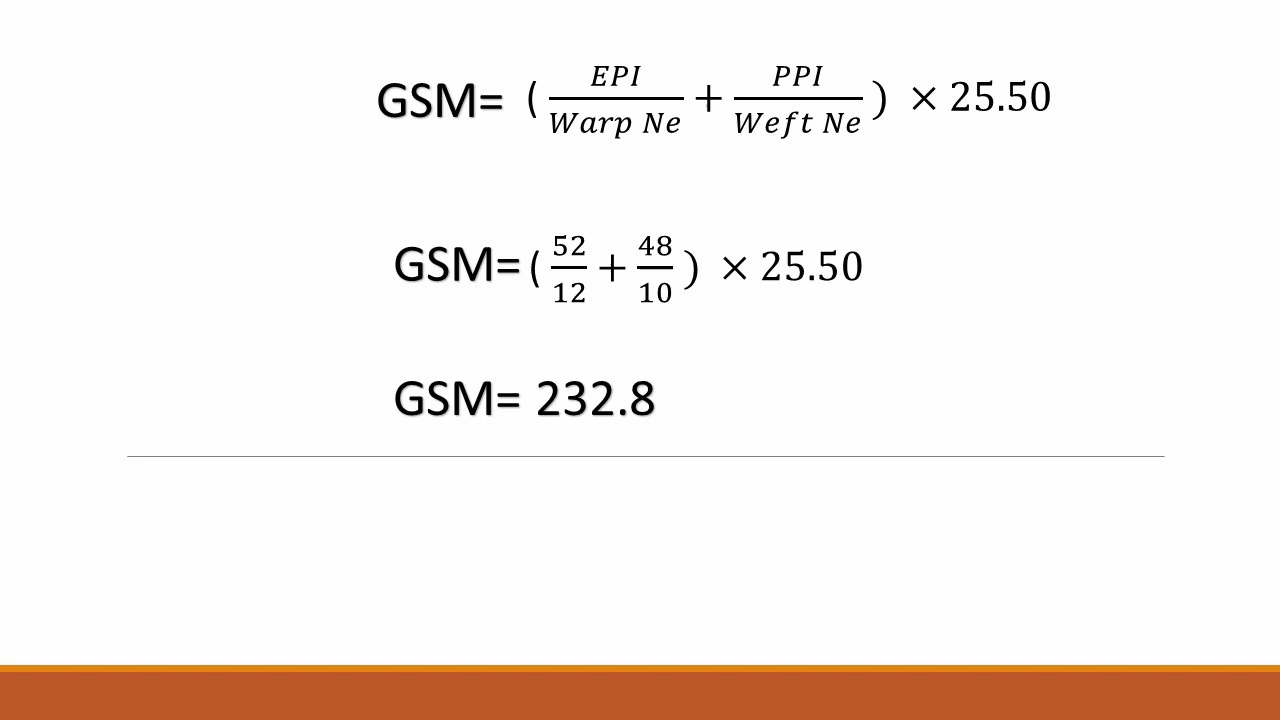 GSM= ( EPI/Warp Ne + PPI/Weft Ne ) × 25.50
GSM= ( 52/12 + 48/10 ) × 25.50
GSM= 232.8